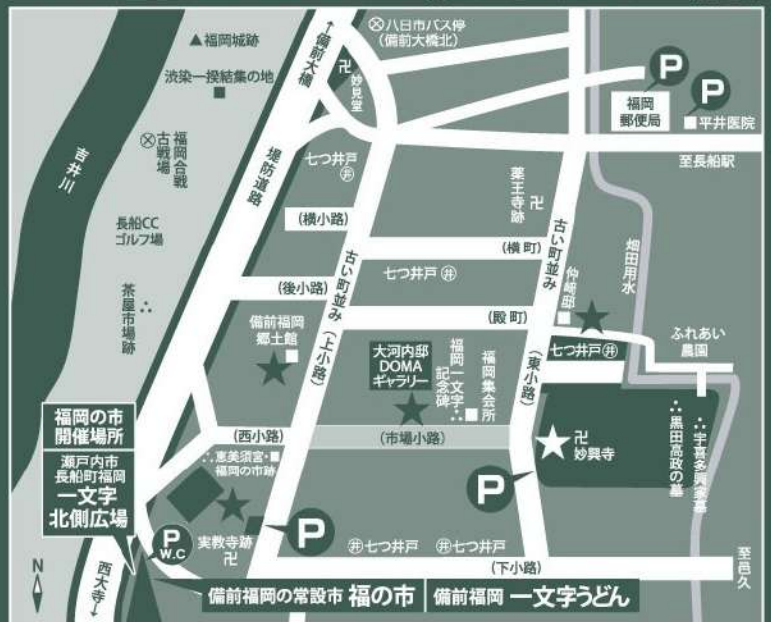 ▲福岡城跡
渋染一揆結集の地
福岡合戦
古戦場
吉井川
長船CC
ゴルフ場
茶屋市場跡
←備前大橋
堤防道路
八日市バス停
(備前大橋北)
卍妙見堂
P
福岡
郵便局
P
平井医院
至長船駅
七つ井戸井
薬王寺跡卍
(横小路)
古い町並み(上小路)
(横町)
古い町並み(東小路)
畑田用水
七つ井戸井
(後小路)
仲﨑邸
(殿町)
備前福岡
郷土館
大河内邸
DOMA
ギャラリー
福岡一文字
記念碑
福岡集会所
七つ井戸井
ふれあい
農園
福岡の市
開催場所
瀬戸内市
長船町福岡
一文字
北側広場
(西小路)
(市場小路)
恵美須宮・
福岡の市跡
卍
妙興寺
黒田高政の墓
宇喜多興家墓
P
P
W.C
実教寺跡
卍
P
井七つ井戸
井七つ井戸
(下小路)
至邑久
N
西大寺→
備前福岡の常設市 福の市
備前福岡 一文字うどん